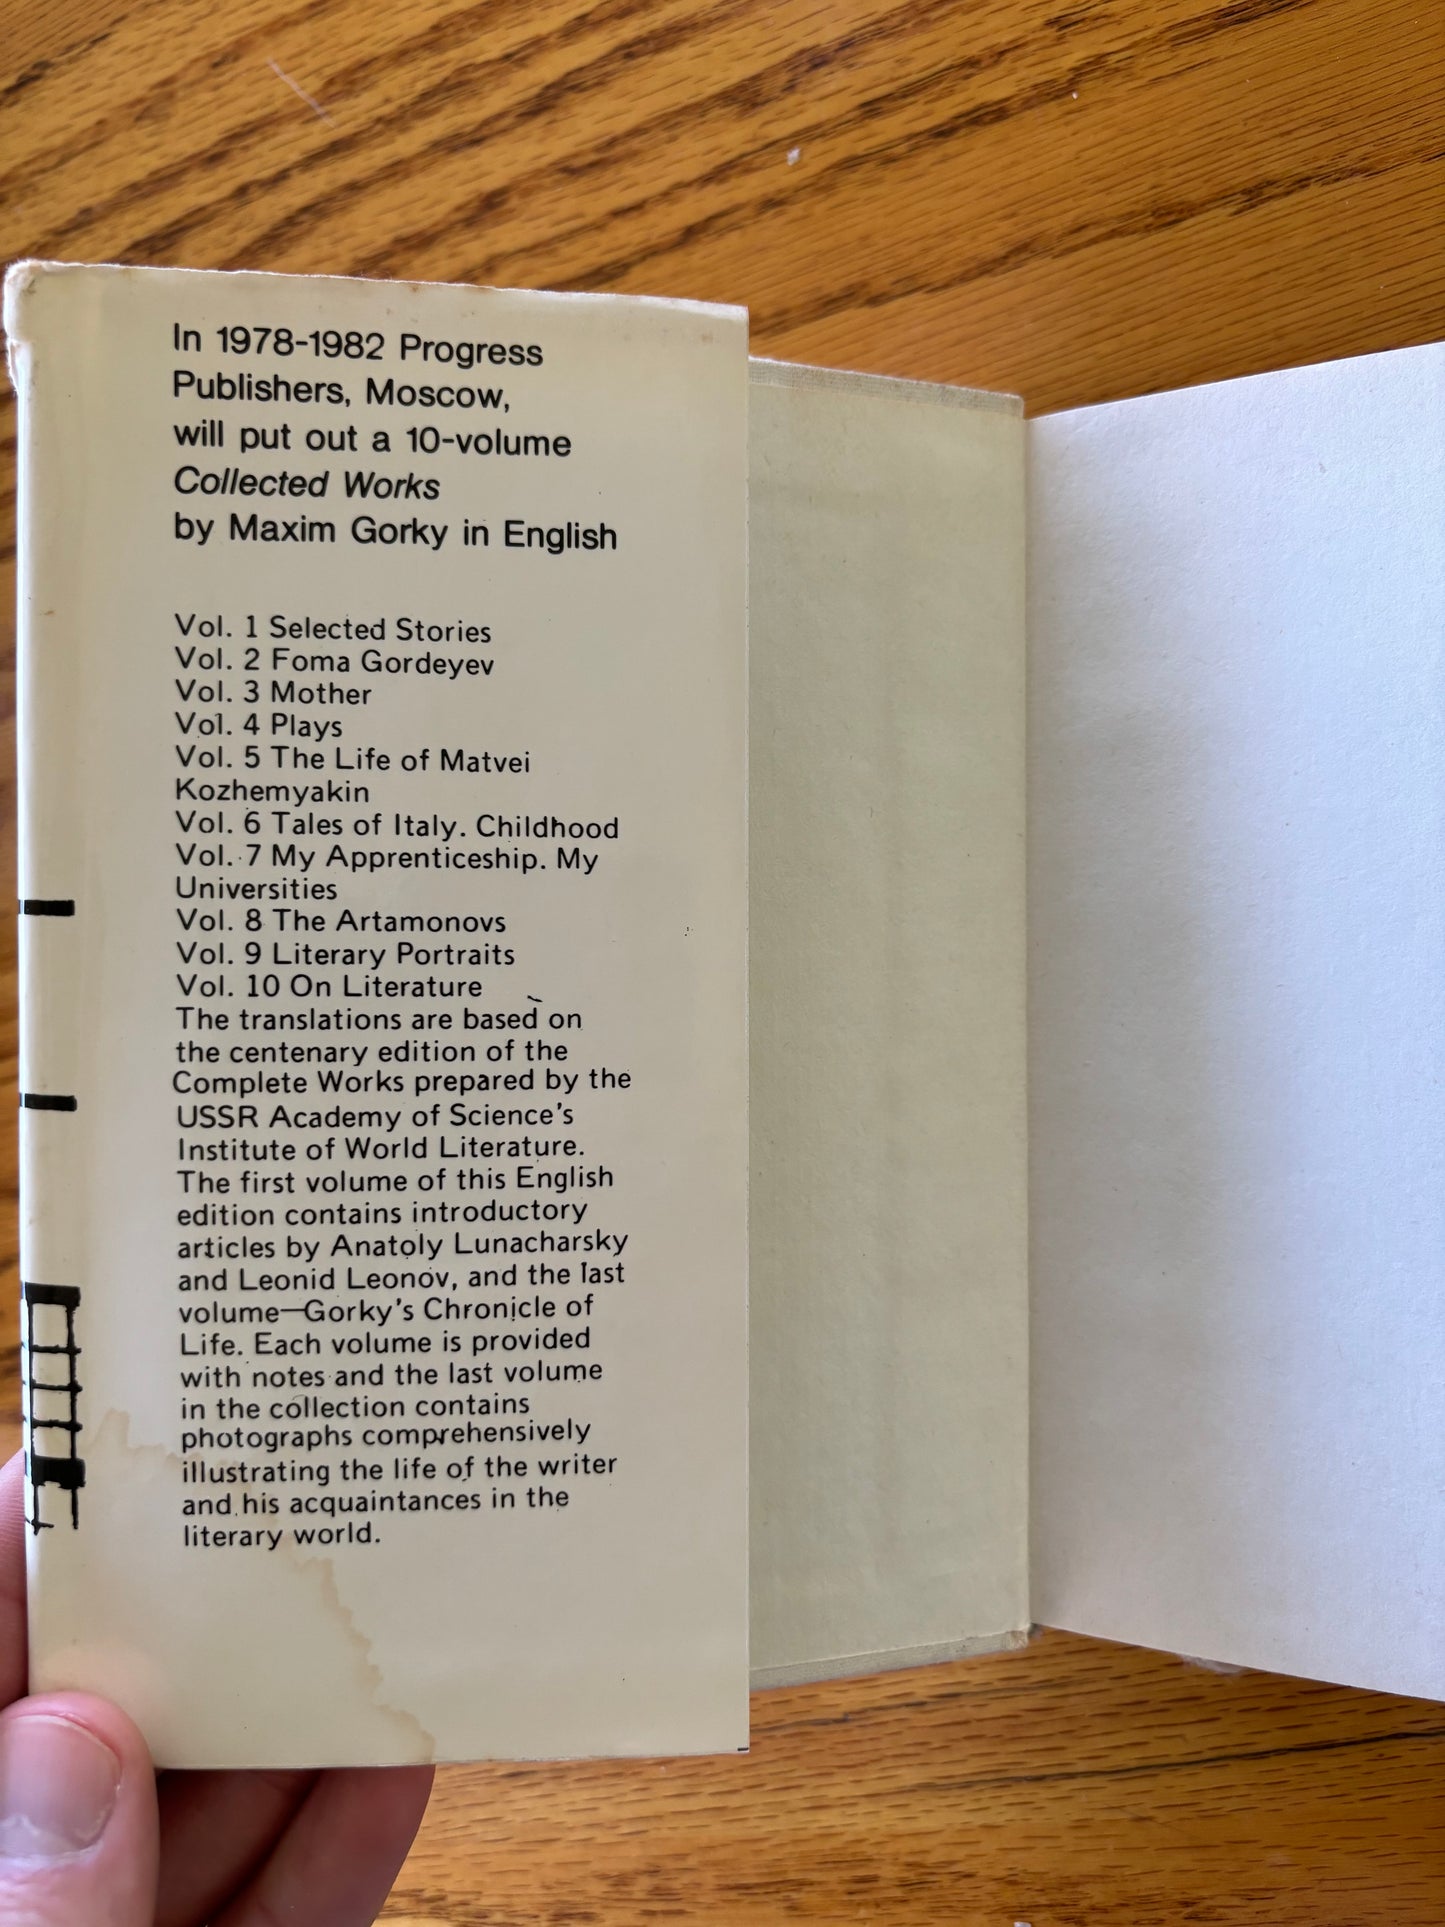 In 1978-1982 Progress
Publishers, Moscow,
will put out a 10-volume
Collected Works
by Maxim Gorky in English
Vol. 1 Selected Stories
Vol. 2 Foma Gordeyev
Vol. 3 Mother
Vol. 4 Plays
Vol. 5 The Life of Matvei
Kozhemyakin
Vol. 6 Tales of Italy. Childhood
Vol. 7 My Apprenticeship. My
Universities
Vol. 8 The Artamonovs
Vol. 9 Literary Portraits
Vol. 10 On Literature
The translations are based on
the centenary edition of the
Complete Works prepared by the
USSR Academy of Science's
Institute of World Literature.
The first volume of this English
edition contains introductory
articles by Anatoly Lunacharsky
and Leonid Leonov, and the last
volume—Gorky's Chronicle of
Life. Each volume is provided
with notes and the last volume
in the collection contains
photographs comprehensively
illustrating the life of the writer
and his acquaintances in the
literary world.